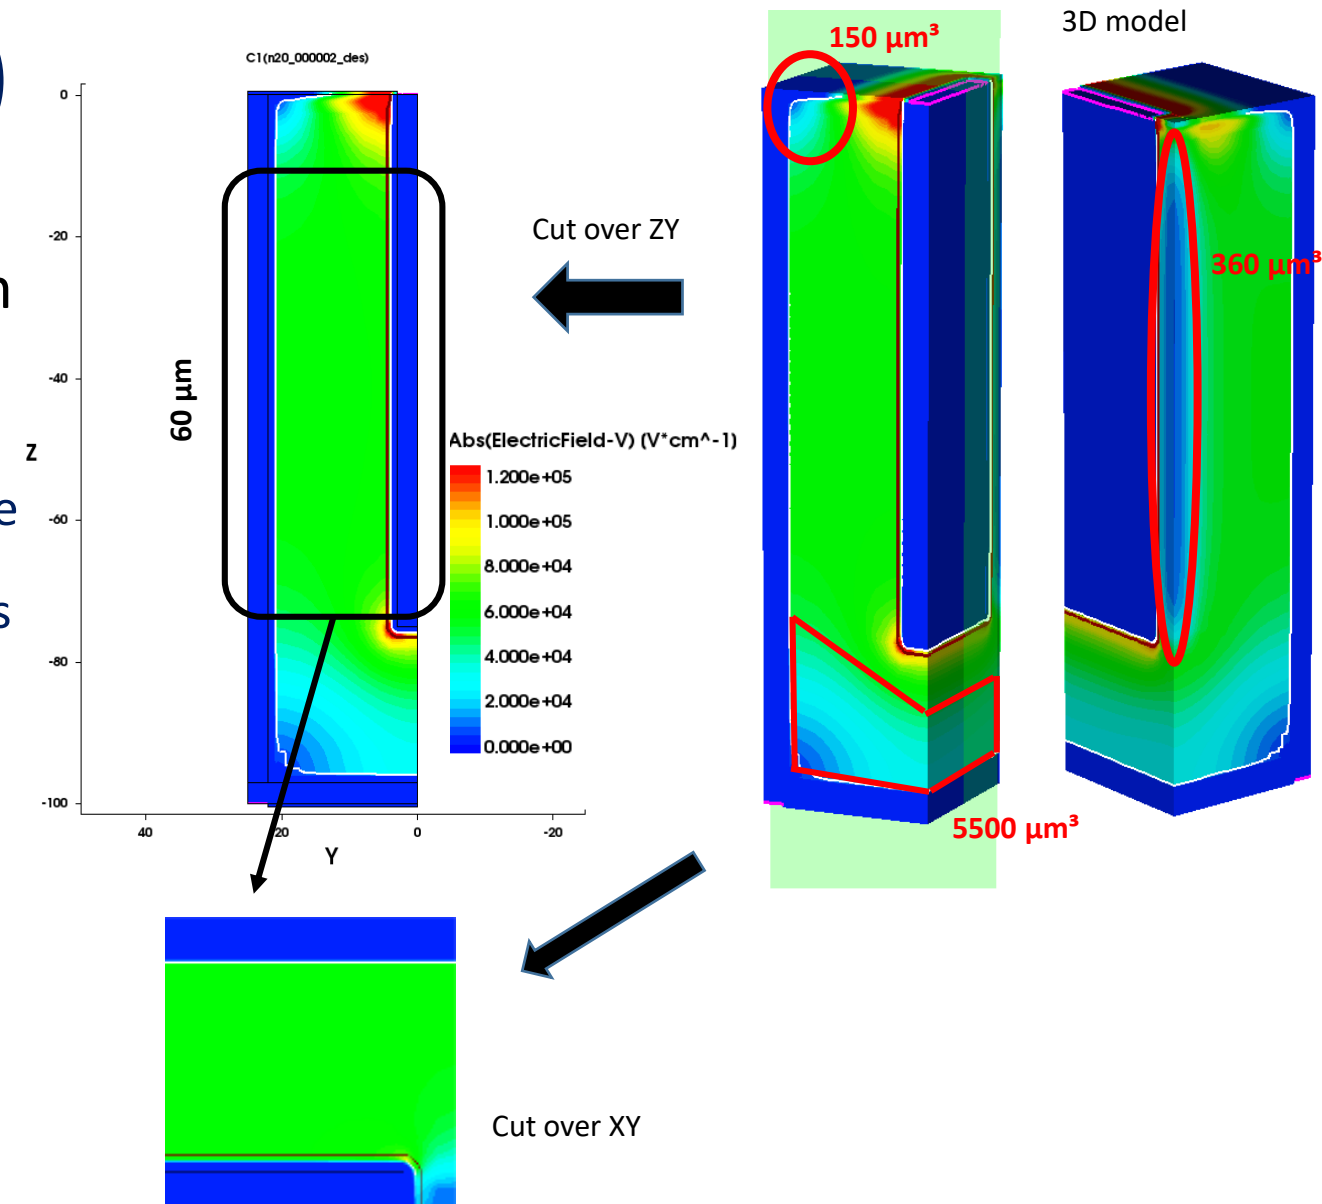 C1(n20_000002_des)
150 µm³
3D model
0
-20
-40
-60
-80
-100
Z
60 µm
Cut over ZY
360 µm³
Abs(ElectricField-V) (V*cm^-1)
1.200e+05
1.000e+05
8.000e+04
6.000e+04
4.000e+04
2.000e+04
0.000e+00
40
20
0
-20
Y
5500 µm³
Cut over XY
)
n
e
s